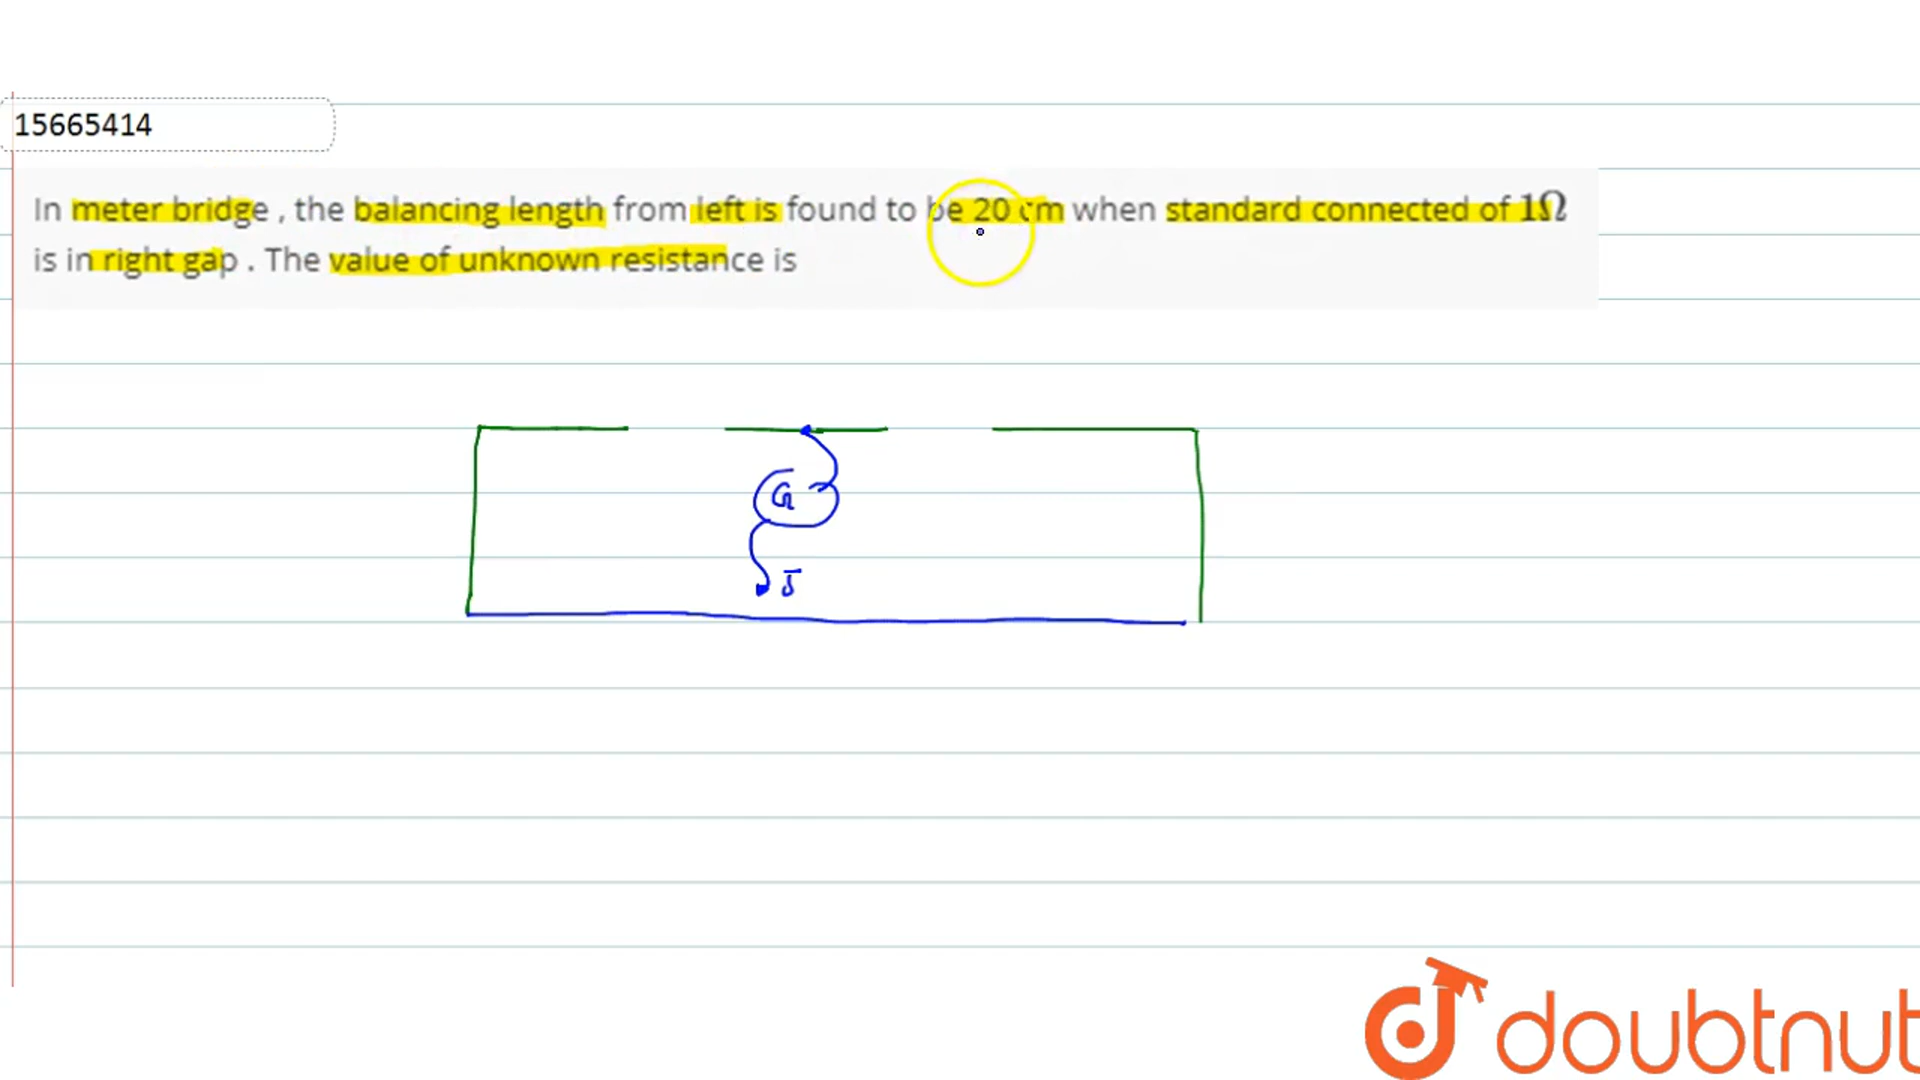 15665414
In meter bridge , the balancing length from left is found to be 20 cm when standard connected of 1Ω
is in right gap . The value of unknown resistance is
G
J
doubtnut